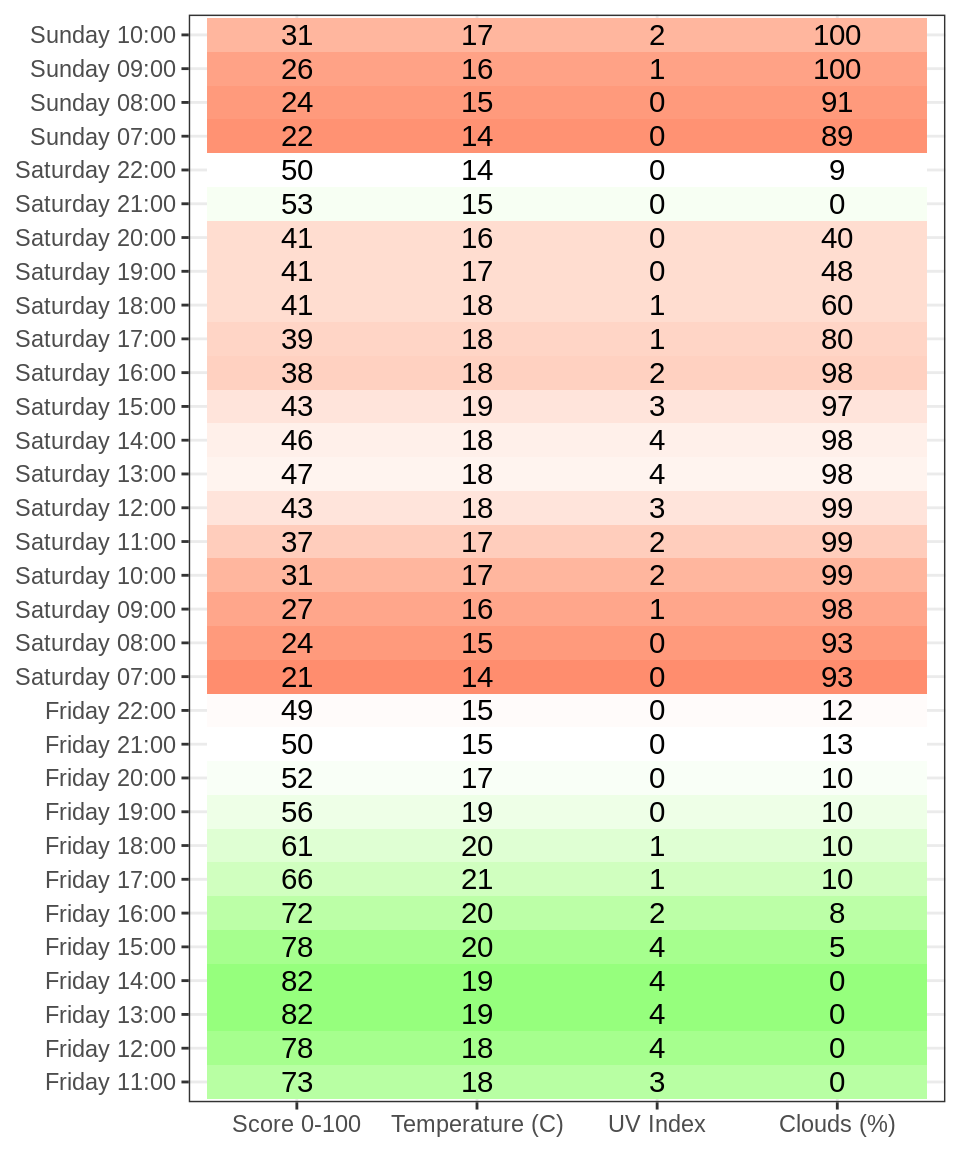 Sunday 10:00 31 17 2 100
Sunday 09:00 26 16 1 100
Sunday 08:00 24 15 0 91
Sunday 07:00 22 14 0 89
Saturday 22:00 50 14 0 9
Saturday 21:00 53 15 0 0
Saturday 20:00 41 16 0 40
Saturday 19:00 41 17 0 48
Saturday 18:00 41 18 1 60
Saturday 17:00 39 18 1 80
Saturday 16:00 38 18 2 98
Saturday 15:00 43 19 3 97
Saturday 14:00 46 18 4 98
Saturday 13:00 47 18 4 98
Saturday 12:00 43 18 3 99
Saturday 11:00 37 17 2 99
Saturday 10:00 31 17 2 99
Saturday 09:00 27 16 1 98
Saturday 08:00 24 15 0 93
Saturday 07:00 21 14 0 93
Friday 22:00 49 15 0 12
Friday 21:00 50 15 0 13
Friday 20:00 52 17 0 10
Friday 19:00 56 19 0 10
Friday 18:00 61 20 1 10
Friday 17:00 66 21 1 10
Friday 16:00 72 20 2 8
Friday 15:00 78 20 4 5
Friday 14:00 82 19 4 0
Friday 13:00 82 19 4 0
Friday 12:00 78 18 4 0
Friday 11:00 73 18 3 0
Score 0-100 Temperature (C) UV Index Clouds (%)